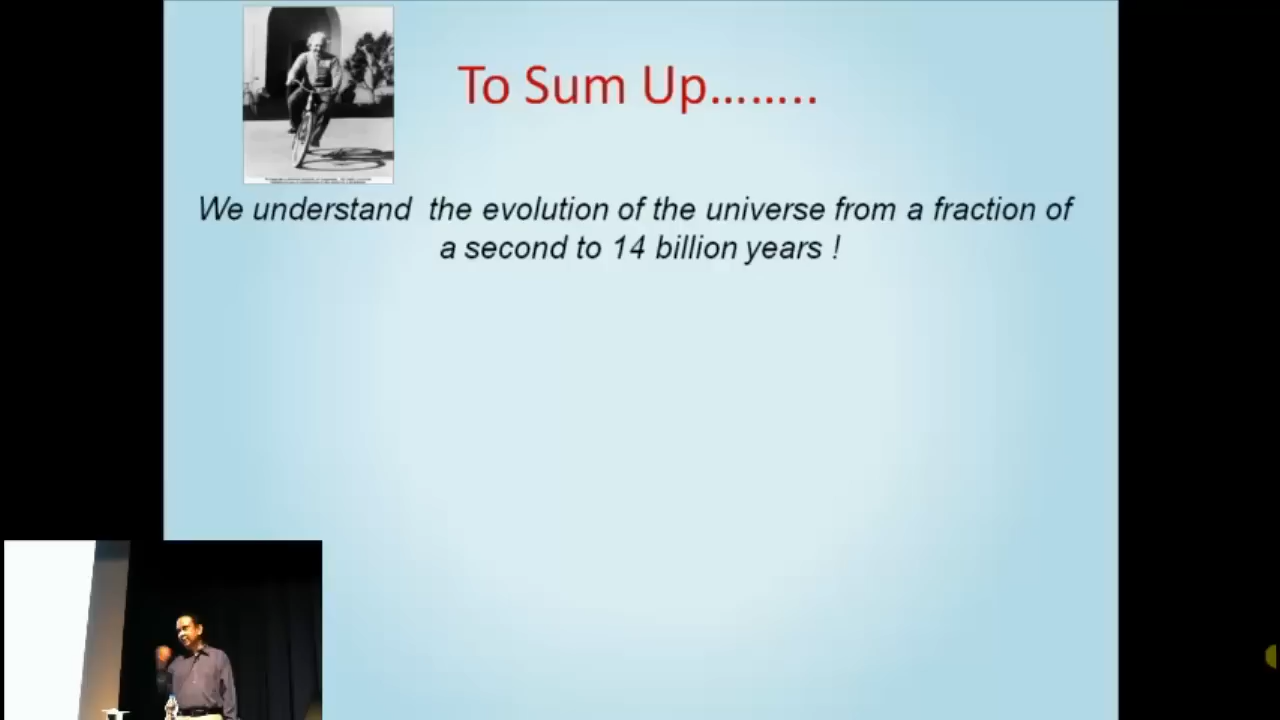 To Sum Up........
We understand the evolution of the universe from a fraction of
a second to 14 billion years !